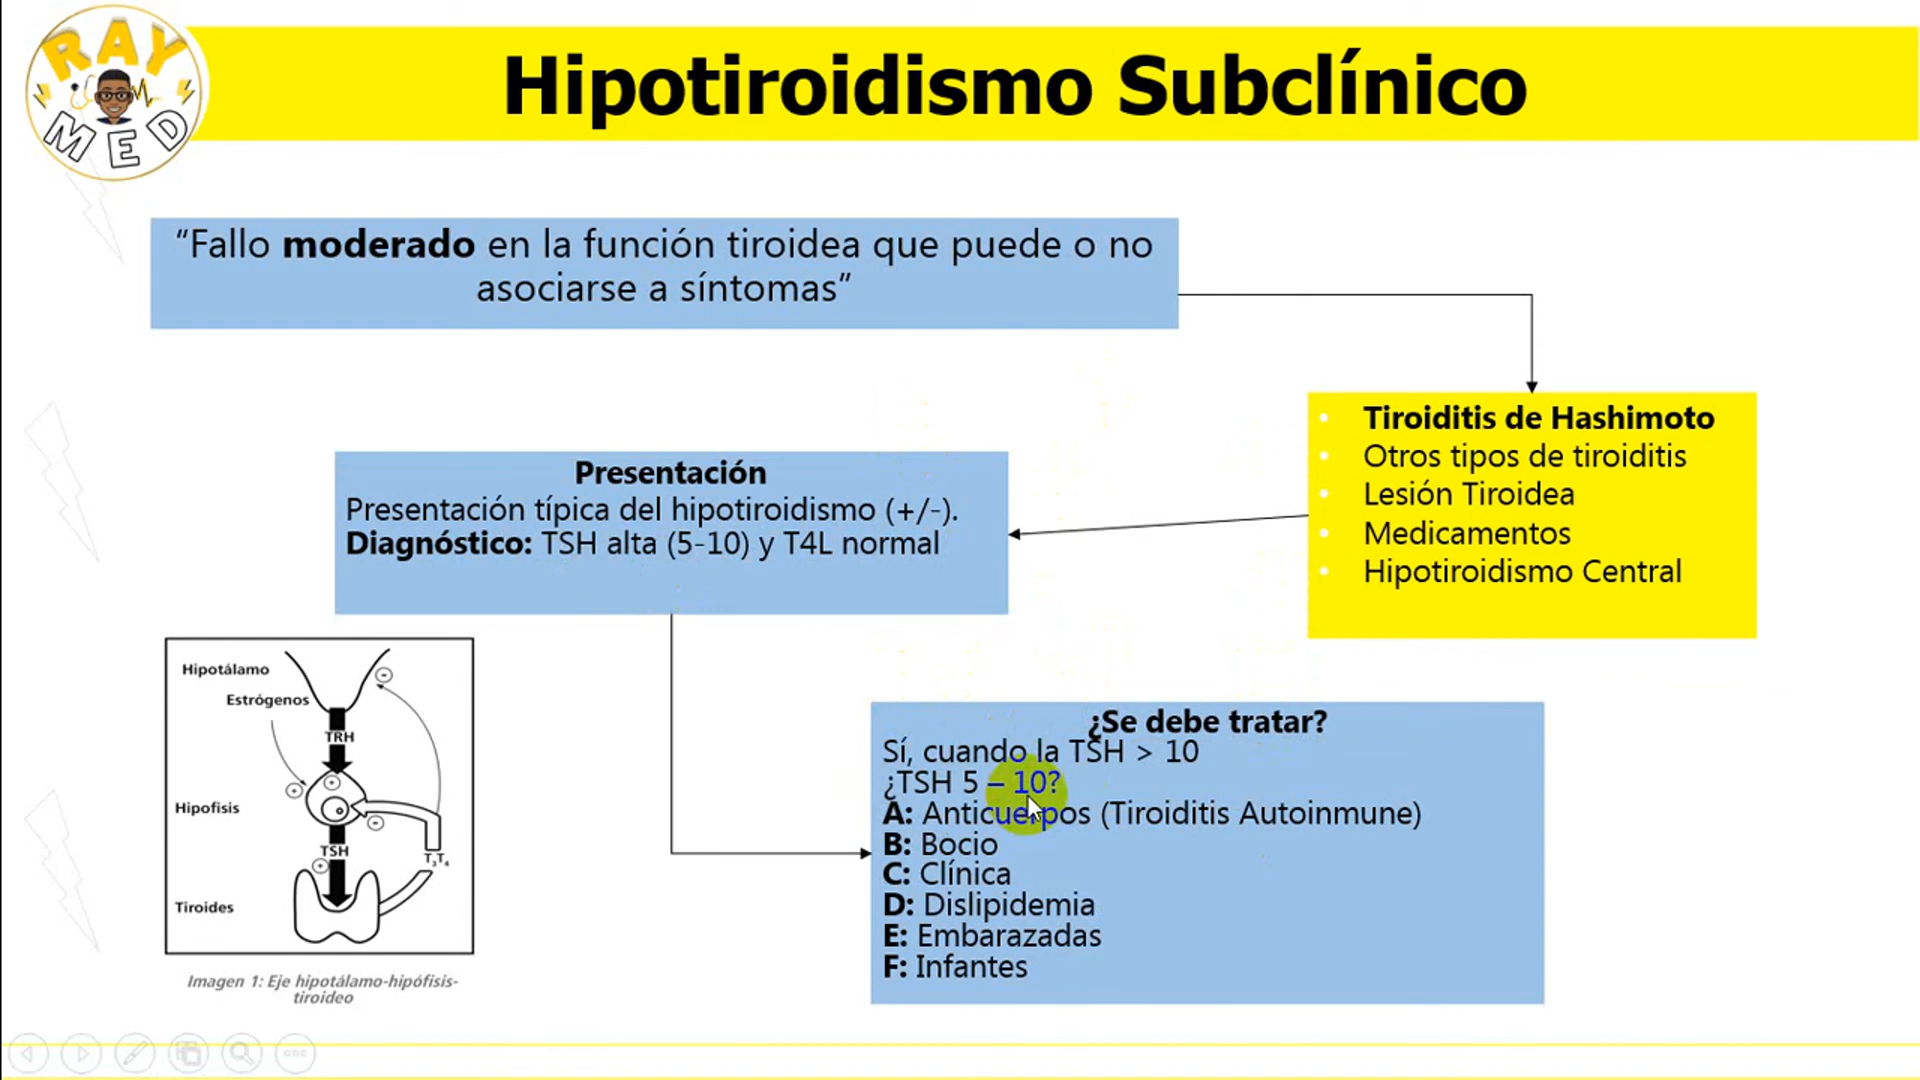 RAY
MED
Hipotiroidismo Subclínico
“Fallo moderado en la función tiroidea que puede o no
asociarse a síntomas”
• Tiroiditis de Hashimoto
• Otros tipos de tiroiditis
• Lesión Tiroidea
• Medicamentos
• Hipotiroidismo Central
Presentación
Presentación típica del hipotiroidismo (+/-).
Diagnóstico: TSH alta (5-10) y T4L normal
Hipotálamo
Estrógenos
TRH
Hipofisis
TSH
T₃T₄
Tiroides
Imagen 1: Eje hipotálamo-hipófisis-
tiroideo
¿Se debe tratar?
Sí, cuando la TSH > 10
¿TSH 5 – 10?
A: Anticuerpos (Tiroiditis Autoinmune)
B: Bocio
C: Clínica
D: Dislipidemia
E: Embarazadas
F: Infantes